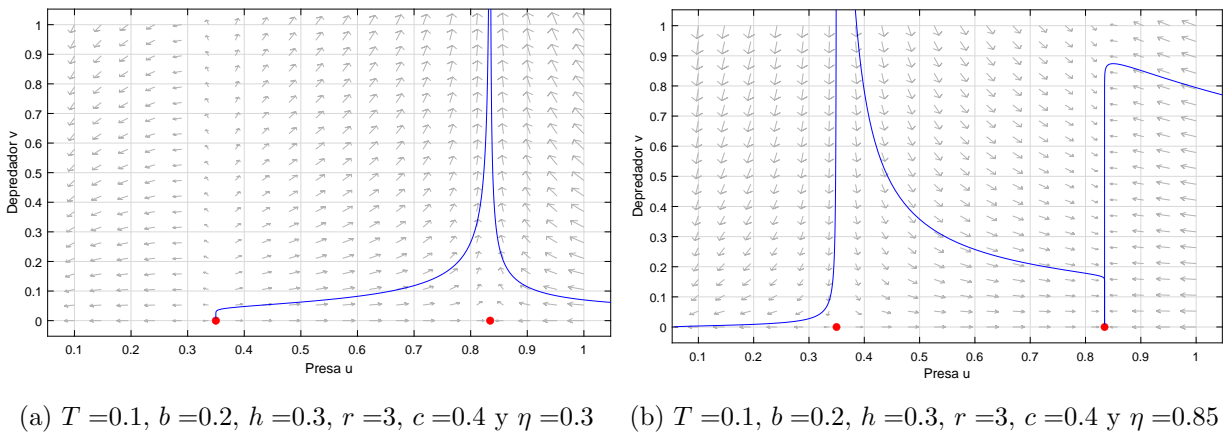 1
0.9
0.8
0.7
0.6
0.5
0.4
0.3
0.2
0.1
0
Depredador v
0.1 0.2 0.3 0.4 0.5 0.6 0.7 0.8 0.9 1
Presa u
(a) T =0.1, b =0.2, h =0.3, r =3, c =0.4 y η =0.3
1
0.9
0.8
0.7
0.6
0.5
0.4
0.3
0.2
0.1
0
Depredador v
0.1 0.2 0.3 0.4 0.5 0.6 0.7 0.8 0.9 1
Presa u
(b) T =0.1, b =0.2, h =0.3, r =3, c =0.4 y η =0.85